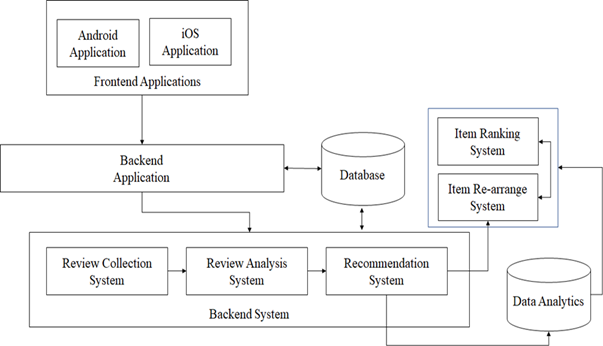 Android
Application
iOS
Application
Frontend Applications
Backend
Application
Database
Item Ranking
System
Item Re-arrange
System
Review Collection
System
Review Analysis
System
Recommendation
System
Backend System
Data Analytics